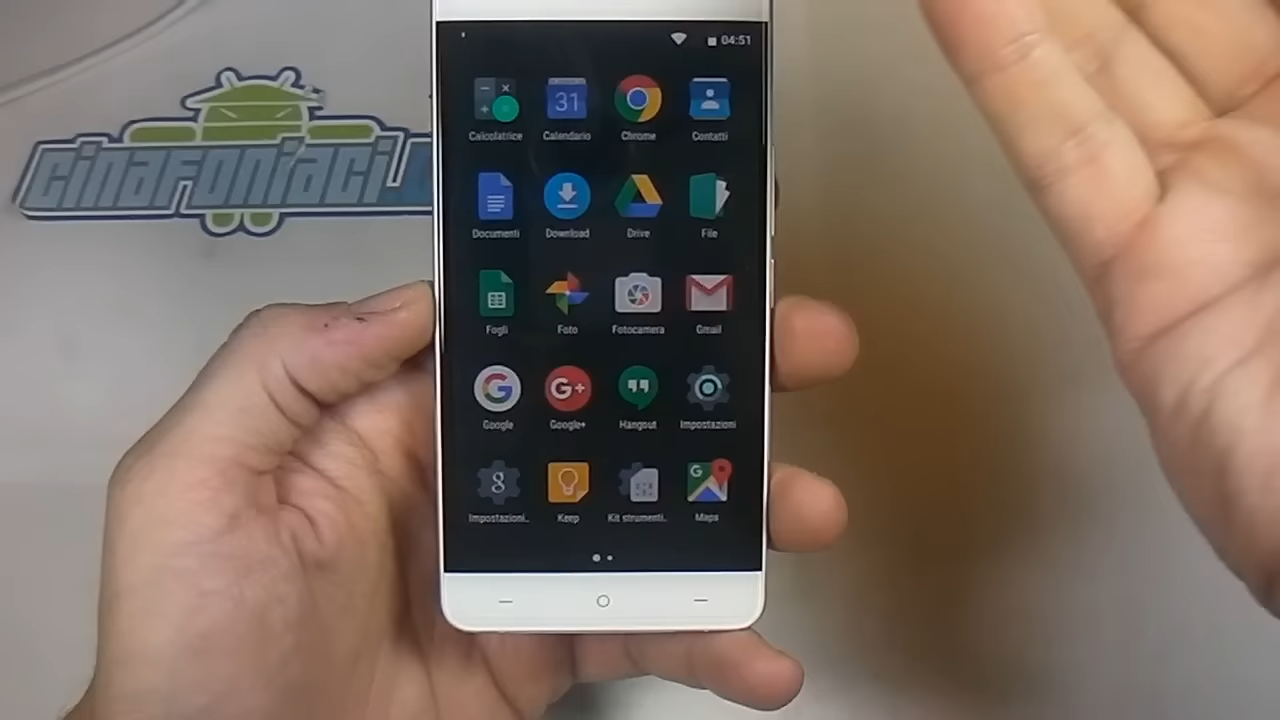 04:51
CINAFONIACI
31
Calcolatrice Calendario Chrome Contatti
Documenti Download Drive File
Fogli Foto Fotocamera Gmail
G G+ 
Google Google+ Hangout Impostazioni
8 G
Impostazioni.. Keep Kit strumenti.. Maps